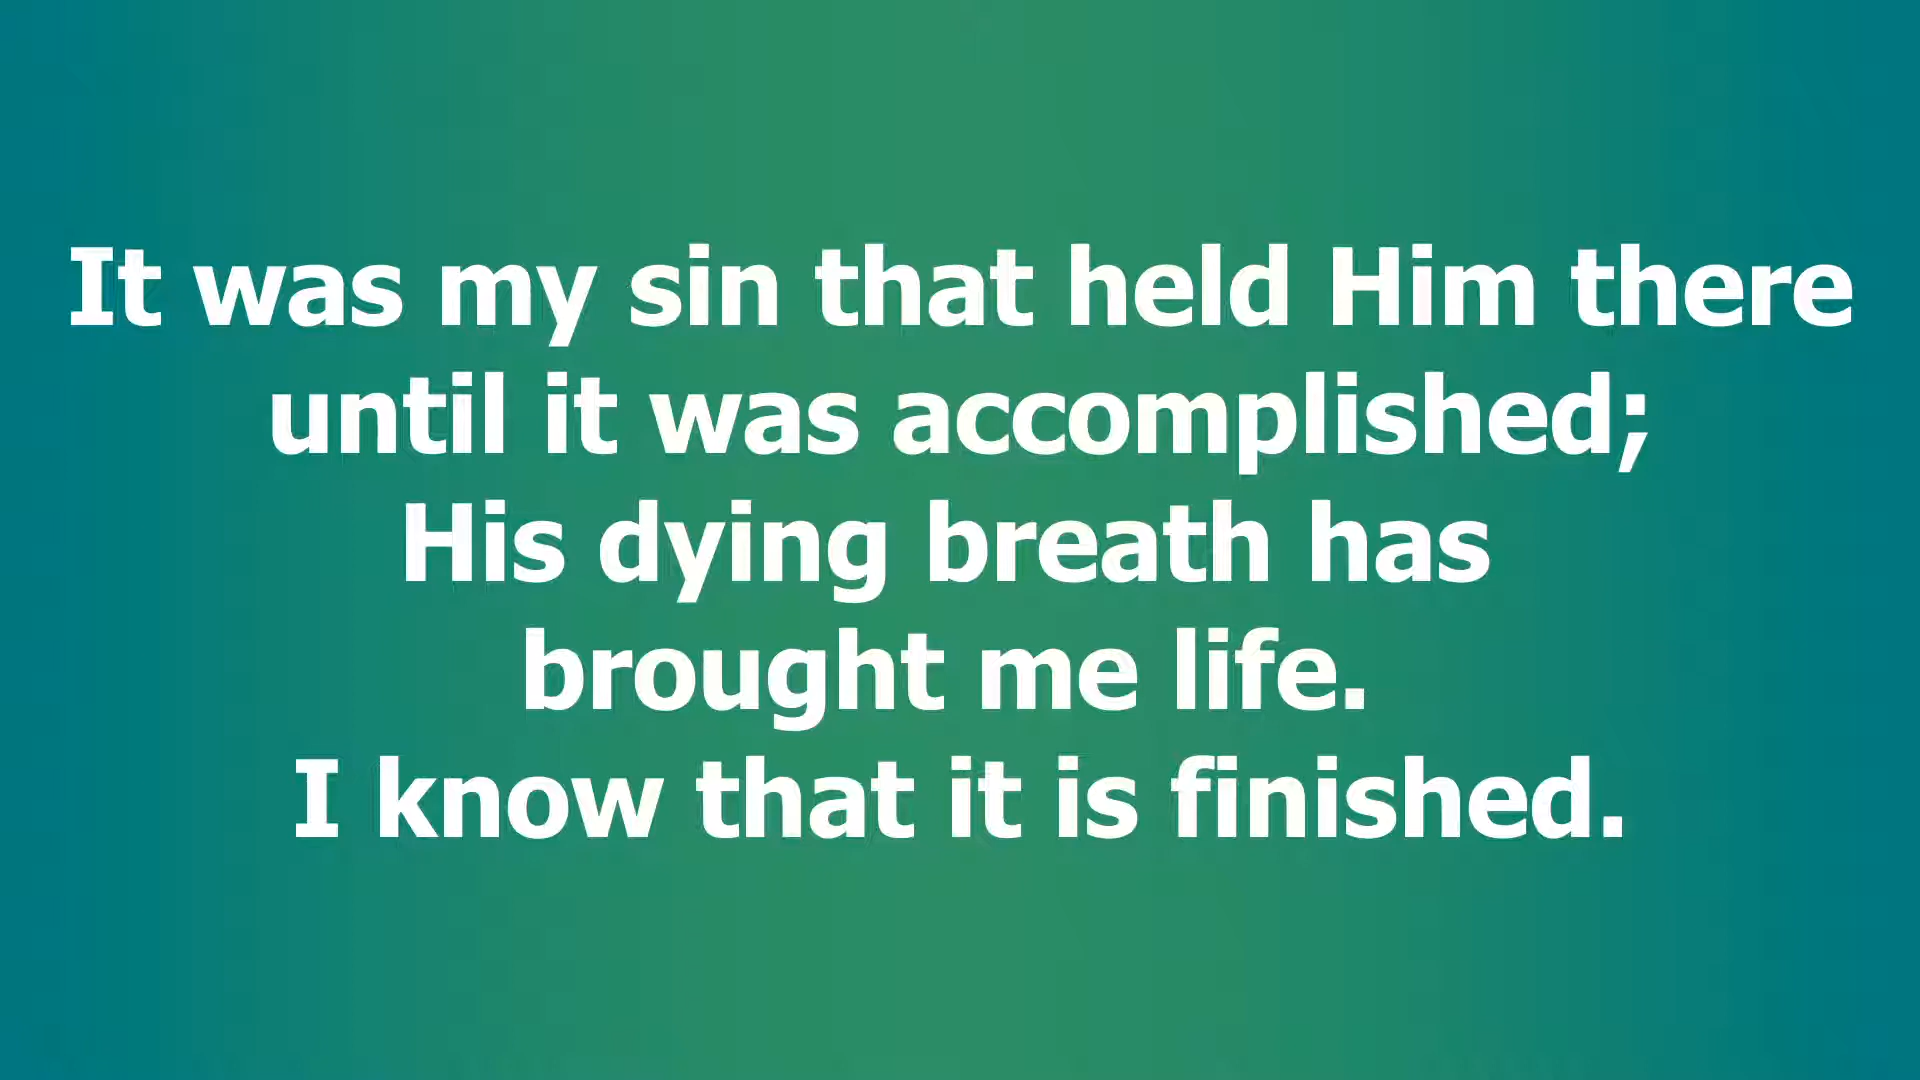 It was my sin that held Him there
until it was accomplished;
His dying breath has
brought me life.
I know that it is finished.